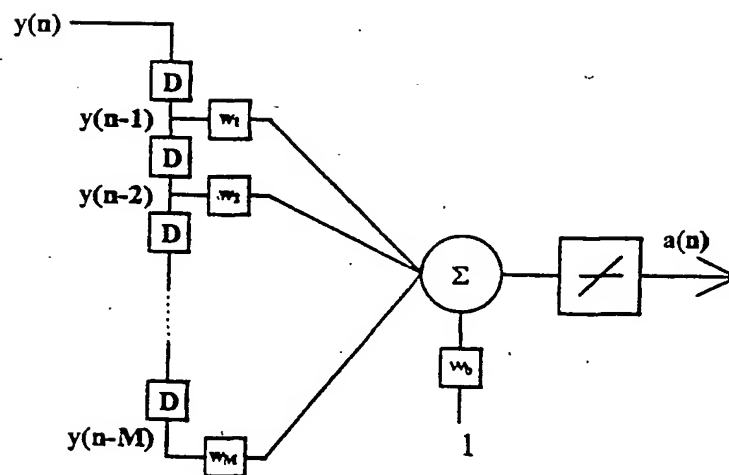 y(n)
D
y(n-1)
w₁
D
y(n-2)
w₂
D
a(n)
Σ
w₀
D
1
y(n-M)
w_M